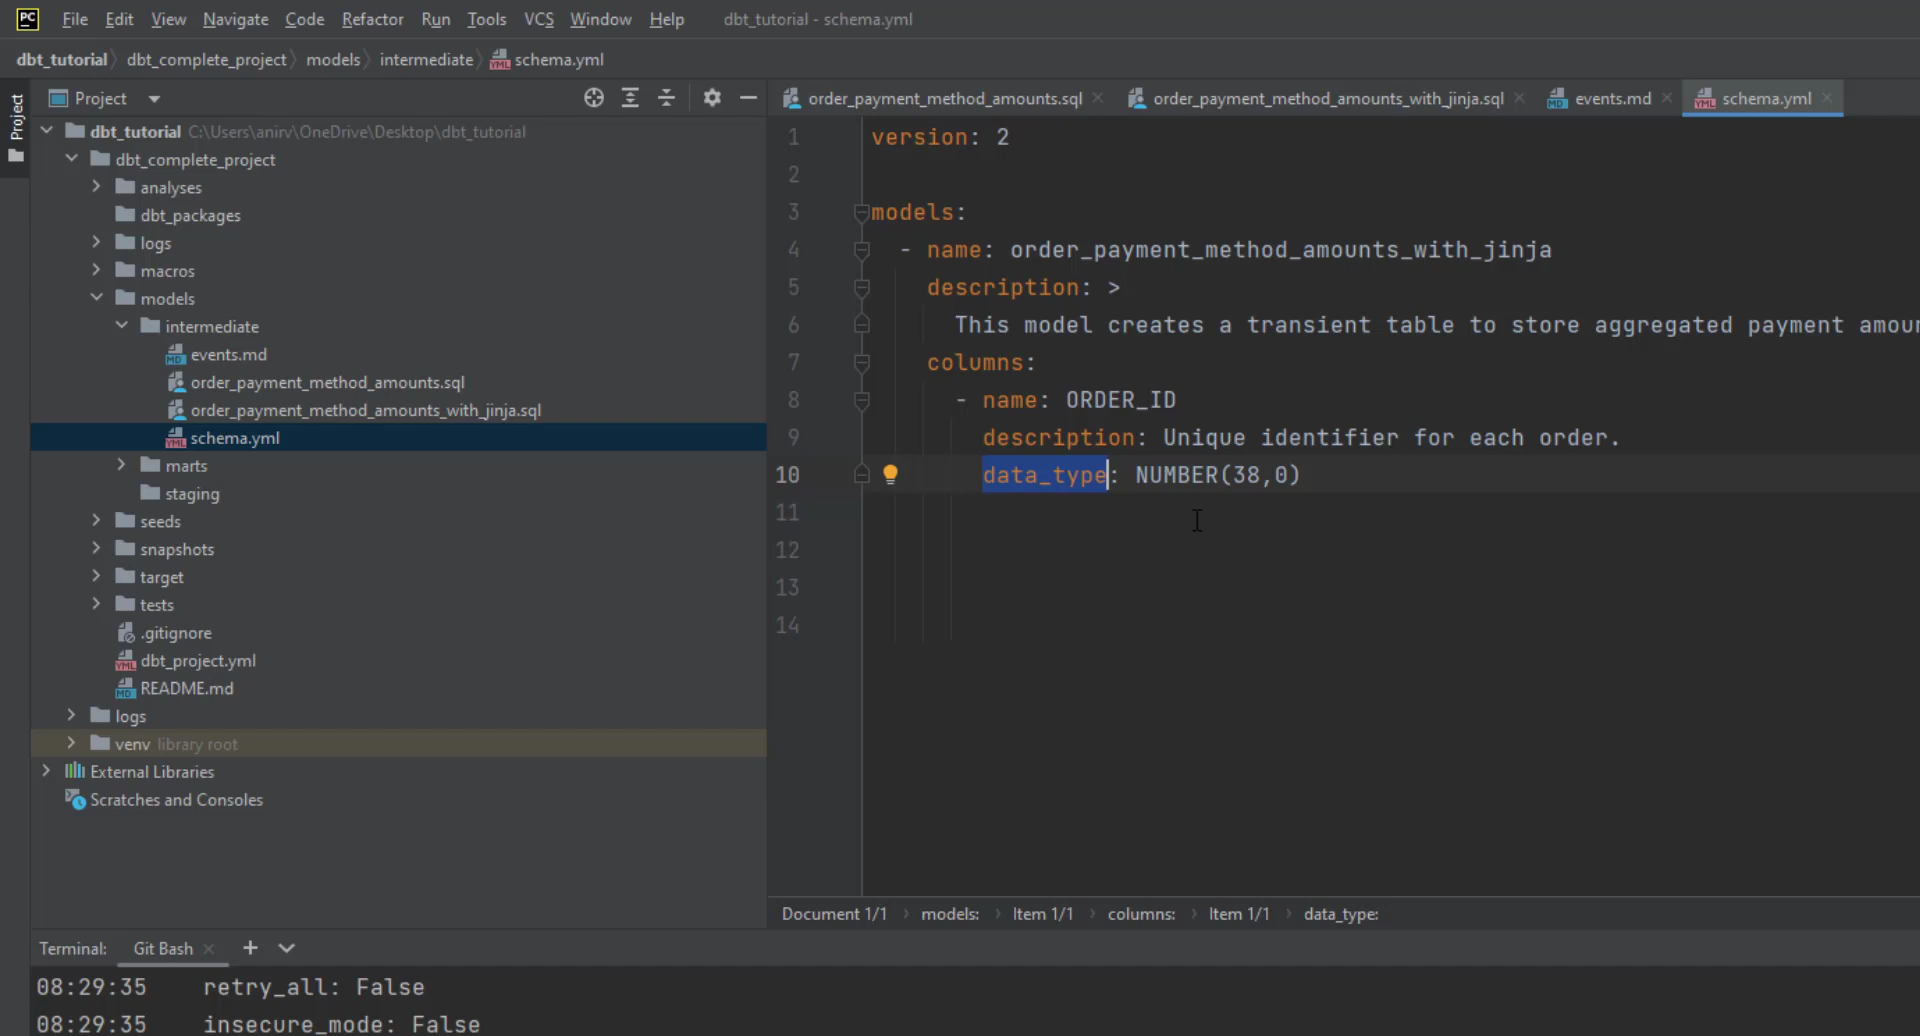 PC File Edit View Navigate Code Refactor Run Tools VCS Window Help dbt_tutorial - schema.yml
dbt_tutorial dbt_complete_project models intermediate schema.yml
Project
Project
order_payment_method_amounts.sql order_payment_method_amounts_with_jinja.sql events.md schema.yml
dbt_tutorial C:\Users\anirv\OneDrive\Desktop\dbt_tutorial
dbt_complete_project
analyses
dbt_packages
logs
macros
models
intermediate
events.md
order_payment_method_amounts.sql
order_payment_method_amounts_with_jinja.sql
schema.yml
marts
staging
seeds
snapshots
target
tests
.gitignore
dbt_project.yml
README.md
logs
venv library root
External Libraries
Scratches and Consoles
1 version: 2
2
3 models:
4 - name: order_payment_method_amounts_with_jinja
5 description: >
6 This model creates a transient table to store aggregated payment amour
7 columns:
8 - name: ORDER_ID
9 description: Unique identifier for each order.
10 data_type: NUMBER(38,0)
11
12
13
14
Document 1/1 › models: › Item 1/1 › columns: › Item 1/1 › data_type:
Terminal: Git Bash
08:29:35 retry_all: False
08:29:35 insecure_mode: False